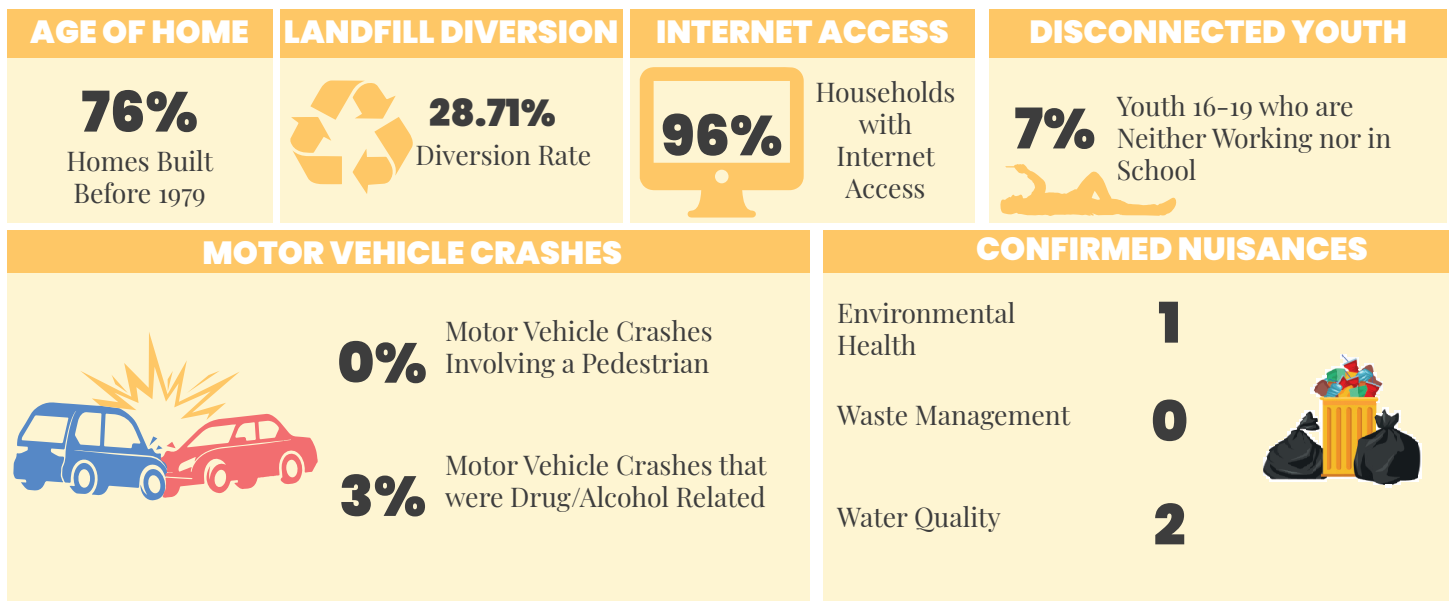 AGE OF HOME
76%
Homes Built
Before 1979
LANDFILL DIVERSION
28.71%
Diversion Rate
INTERNET ACCESS
96%
Households
with
Internet
Access
DISCONNECTED YOUTH
7%
Youth 16-19 who are
Neither Working nor in
School
MOTOR VEHICLE CRASHES
0%
Motor Vehicle Crashes
Involving a Pedestrian
3%
Motor Vehicle Crashes that
were Drug/Alcohol Related
CONFIRMED NUISANCES
Environmental
Health
1
Waste Management
0
Water Quality
2